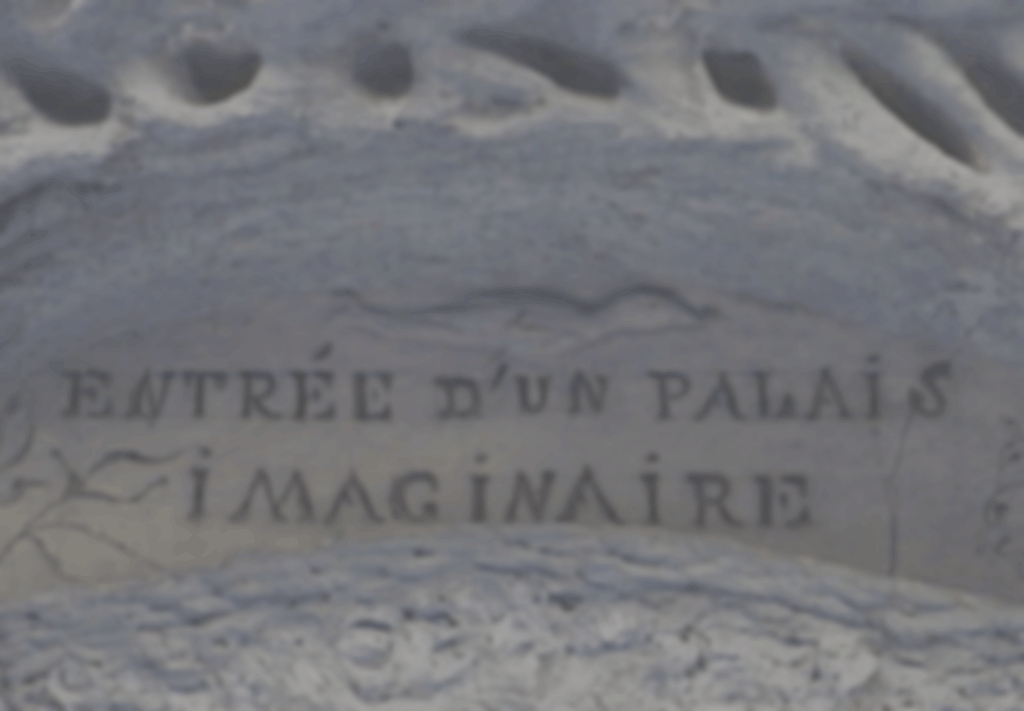 ENTRÉE D'UN PALAIS
IMAGINAIRE